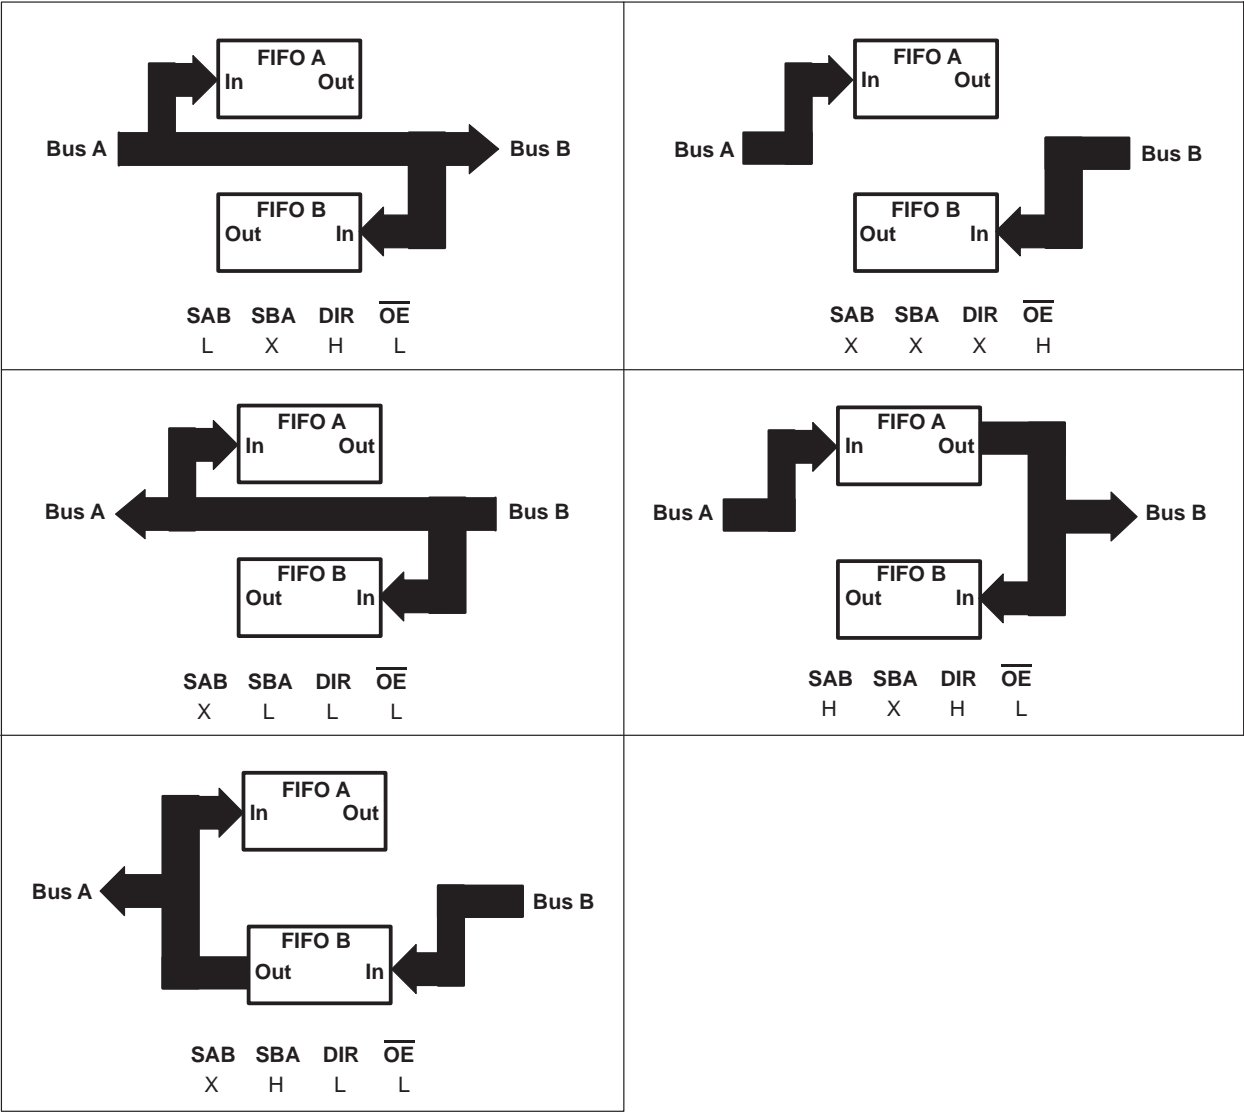 FIFO A
In Out
Bus A Bus B
FIFO B
Out In
SAB SBA DIR OE
L X H L
FIFO A
In Out
Bus A Bus B
FIFO B
Out In
SAB SBA DIR OE
X X X H
FIFO A
In Out
Bus A Bus B
FIFO B
Out In
SAB SBA DIR OE
X L L L
FIFO A
In Out
Bus A Bus B
FIFO B
Out In
SAB SBA DIR OE
H X H L
FIFO A
In Out
Bus A Bus B
FIFO B
Out In
SAB SBA DIR OE
X H L L